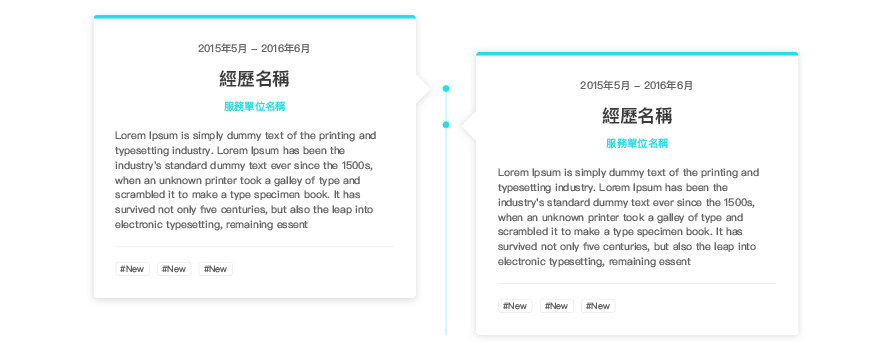 2015年5月 – 2016年6月
經歷名稱
服務單位名稱
Lorem Ipsum is simply dummy text of the printing and
typesetting industry. Lorem Ipsum has been the
industry's standard dummy text ever since the 1500s,
when an unknown printer took a galley of type and
scrambled it to make a type specimen book. It has
survived not only five centuries, but also the leap into
electronic typesetting, remaining essent
#New #New #New
2015年5月 – 2016年6月
經歷名稱
服務單位名稱
Lorem Ipsum is simply dummy text of the printing and
typesetting industry. Lorem Ipsum has been the
industry's standard dummy text ever since the 1500s,
when an unknown printer took a galley of type and
scrambled it to make a type specimen book. It has
survived not only five centuries, but also the leap into
electronic typesetting, remaining essent
#New #New #New